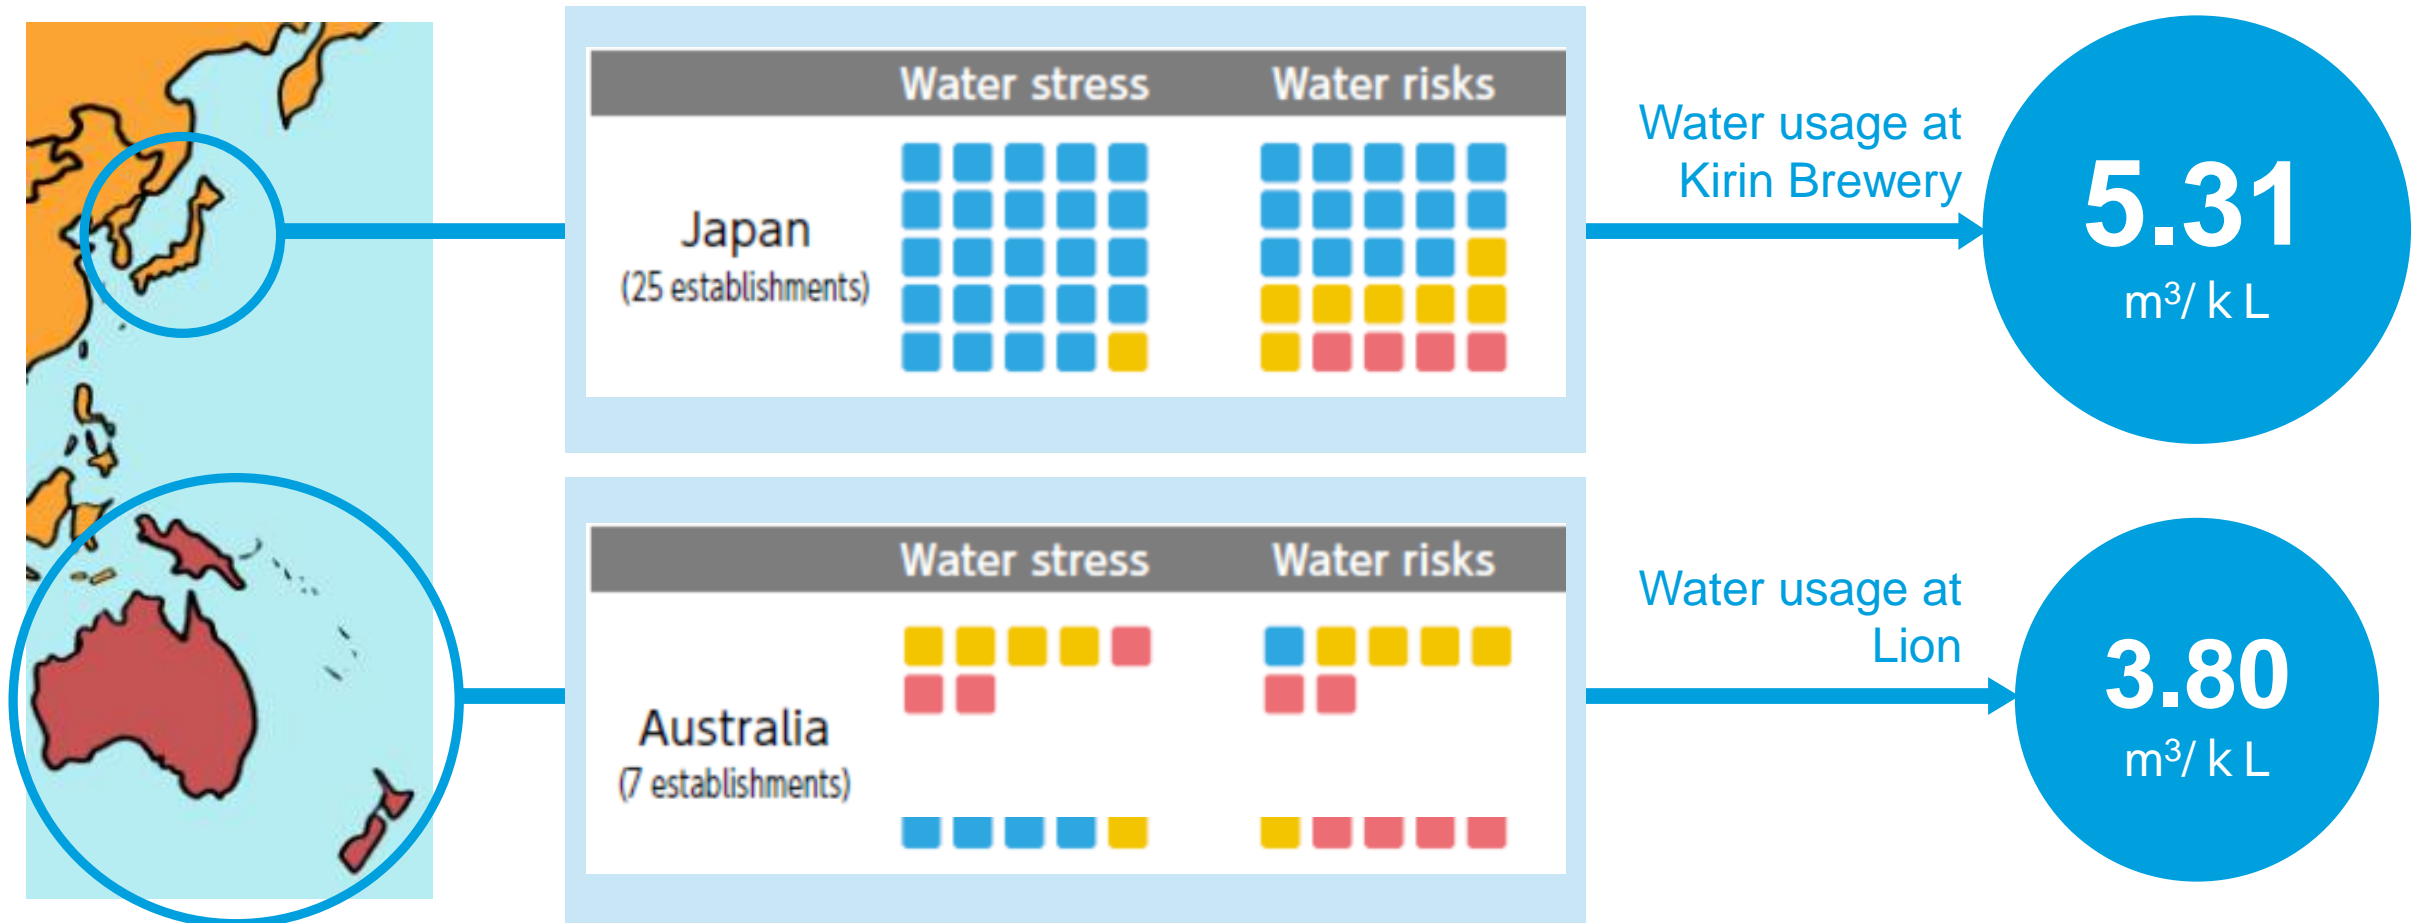 Water stress Water risks
Japan
(25 establishments)
Water usage at
Kirin Brewery
5.31
m³/ k L
Water stress Water risks
Australia
(7 establishments)
Water usage at
Lion
3.80
m³/ k L